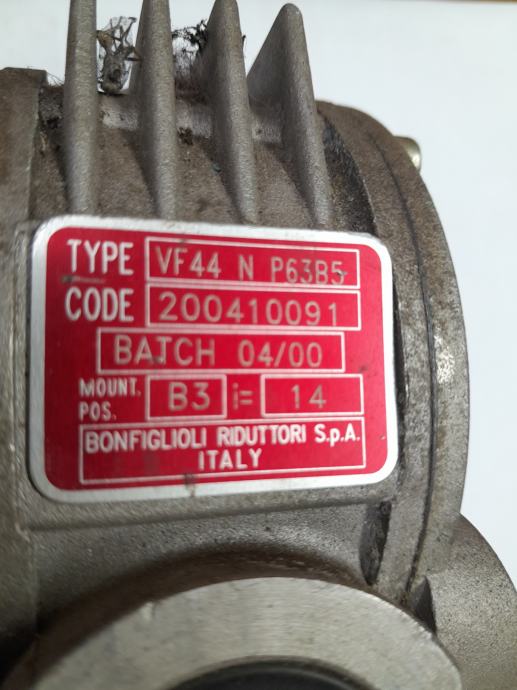 TYPE VF44 N P63B5
CODE 200410091
BATCH 04/00
MOUNT. POS. B3 i= 14
BONFIGLIOLI RIDUTTORI S.p.A.
ITALY